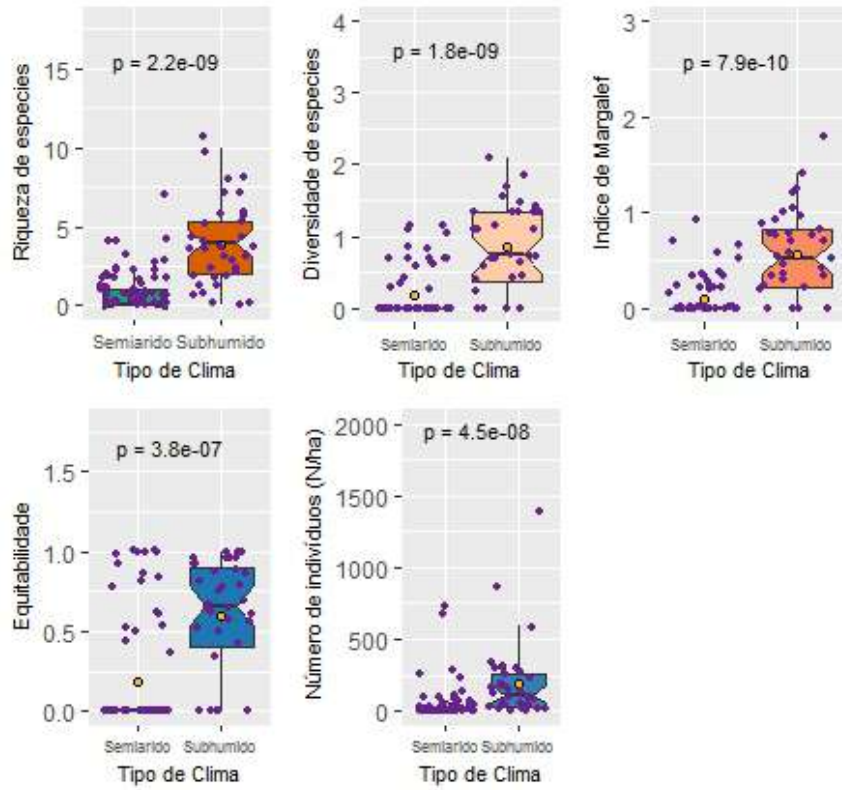 Riqueza de especies
15
10
5
0
p = 2.2e-09
Semiarido Subhumido
Tipo de Clima
Diversidade de especies
4
3
2
1
0
p = 1.8e-09
Semiarido Subhumido
Tipo de Clima
Indice de Margalef
3
2
1
0
p = 7.9e-10
Semiarido Subhumido
Tipo de Clima
Equitabilidade
1.5
1.0
0.5
0.0
p = 3.8e-07
Semiarido Subhumido
Tipo de Clima
Número de indivíduos (N/ha)
2000
1500
1000
500
0
p = 4.5e-08
Semiarido Subhumido
Tipo de Clima